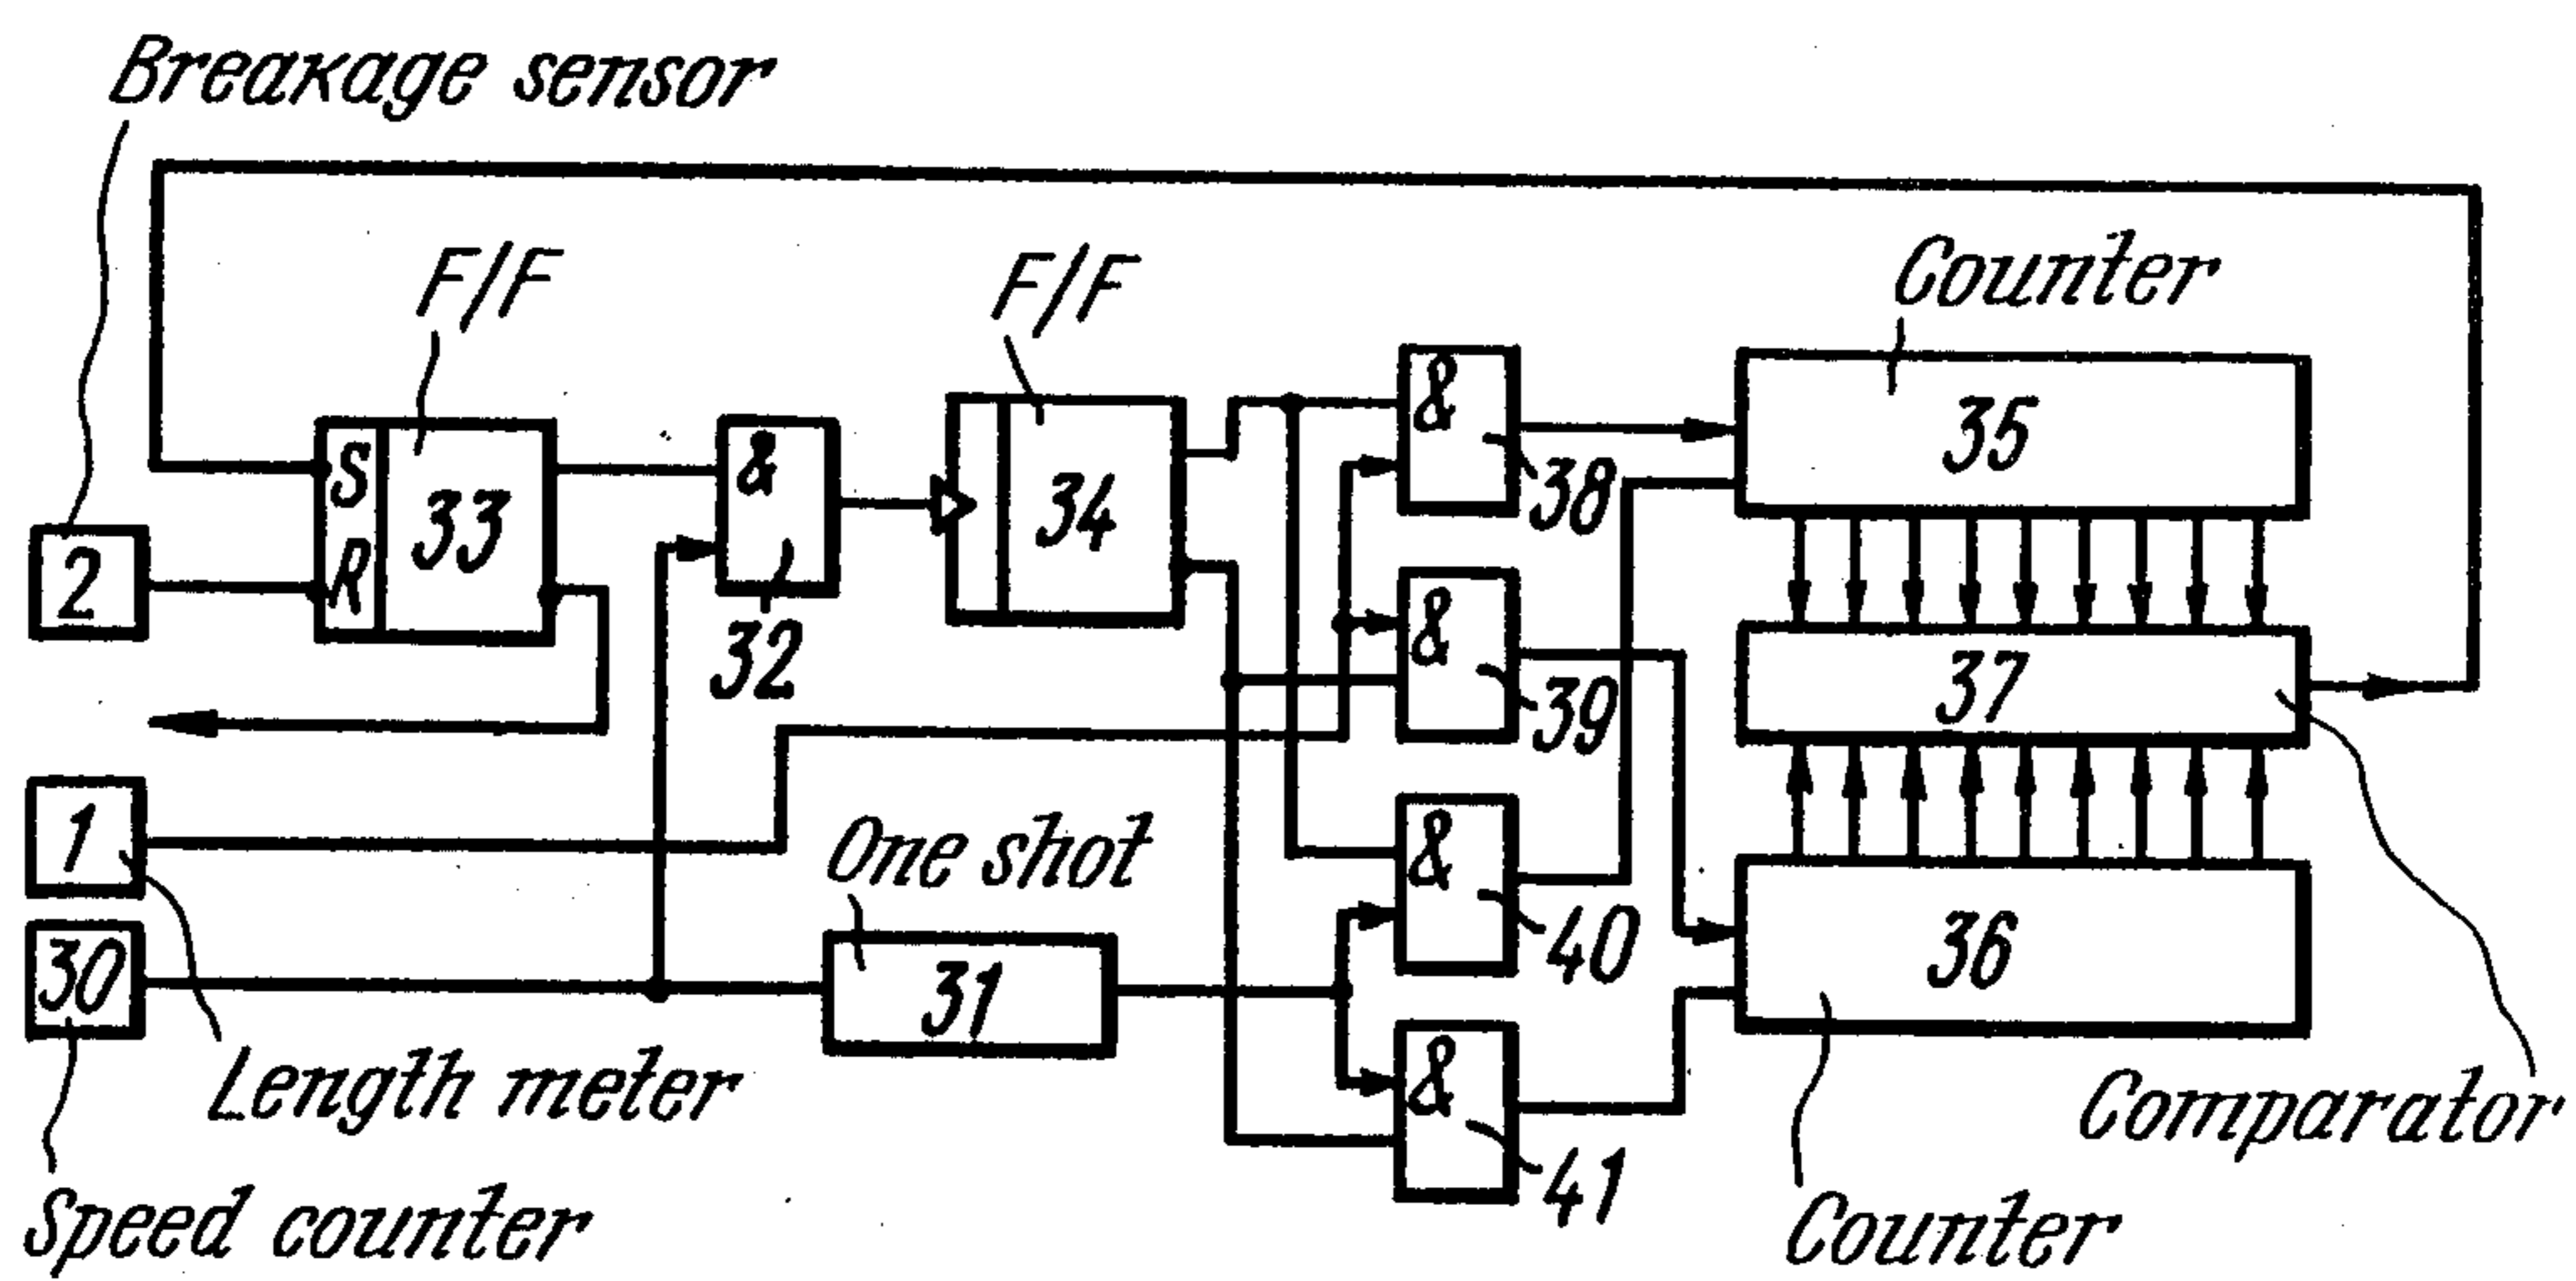 Breakage sensor
F/F
F/F
Counter
S
R
33
&
32
34
&
38
35
2
&
39
37
1
One shot
&
40
36
30
31
&
41
Length meter
Comparator
Speed counter
Counter